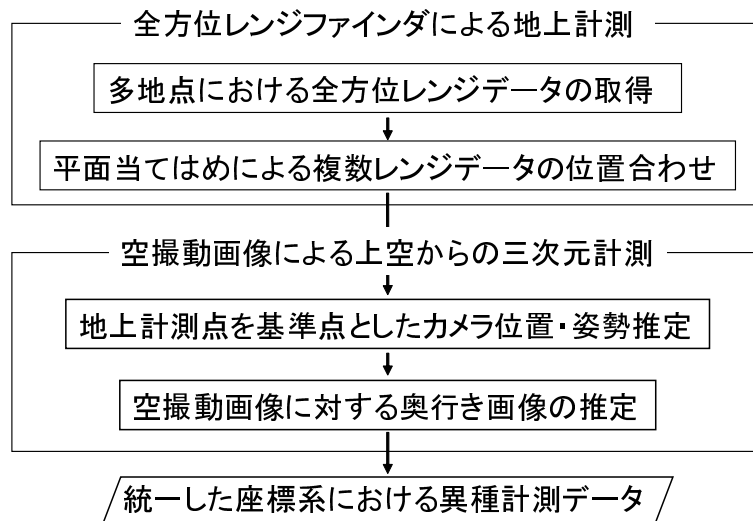 全方位レンジファインダによる地上計測
多地点における全方位レンジデータの取得
平面当てはめによる複数レンジデータの位置合わせ
空撮動画像による上空からの三次元計測
地上計測点を基準点としたカメラ位置・姿勢推定
空撮動画像に対する奥行き画像の推定
統一した座標系における異種計測データ